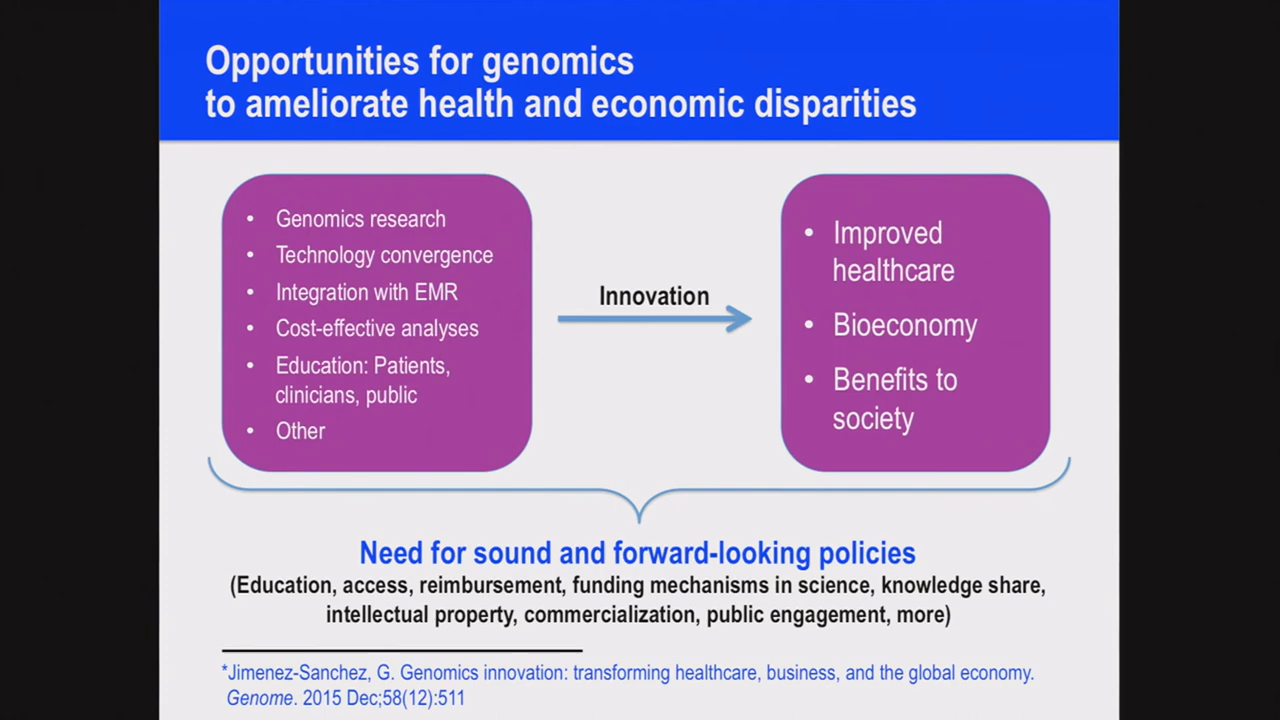 Opportunities for genomics
to ameliorate health and economic disparities
• Genomics research
• Technology convergence
• Integration with EMR
• Cost-effective analyses
• Education: Patients,
clinicians, public
• Other
Innovation
• Improved
healthcare
• Bioeconomy
• Benefits to
society
Need for sound and forward-looking policies
(Education, access, reimbursement, funding mechanisms in science, knowledge share,
intellectual property, commercialization, public engagement, more)
*Jimenez-Sanchez, G. Genomics innovation: transforming healthcare, business, and the global economy.
Genome. 2015 Dec;58(12):511